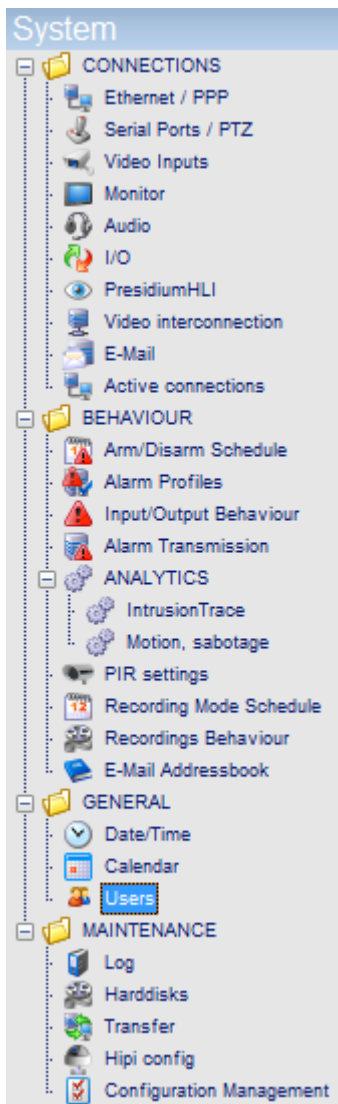 System
CONNECTIONS
Ethernet / PPP
Serial Ports / PTZ
Video Inputs
Monitor
Audio
I/O
PresidiumHLI
Video interconnection
E-Mail
Active connections
BEHAVIOUR
Arm/Disarm Schedule
Alarm Profiles
Input/Output Behaviour
Alarm Transmission
ANALYTICS
IntrusionTrace
Motion, sabotage
PIR settings
Recording Mode Schedule
Recordings Behaviour
E-Mail Addressbook
GENERAL
Date/Time
Calendar
Users
MAINTENANCE
Log
Harddisks
Transfer
Hipi config
Configuration Management